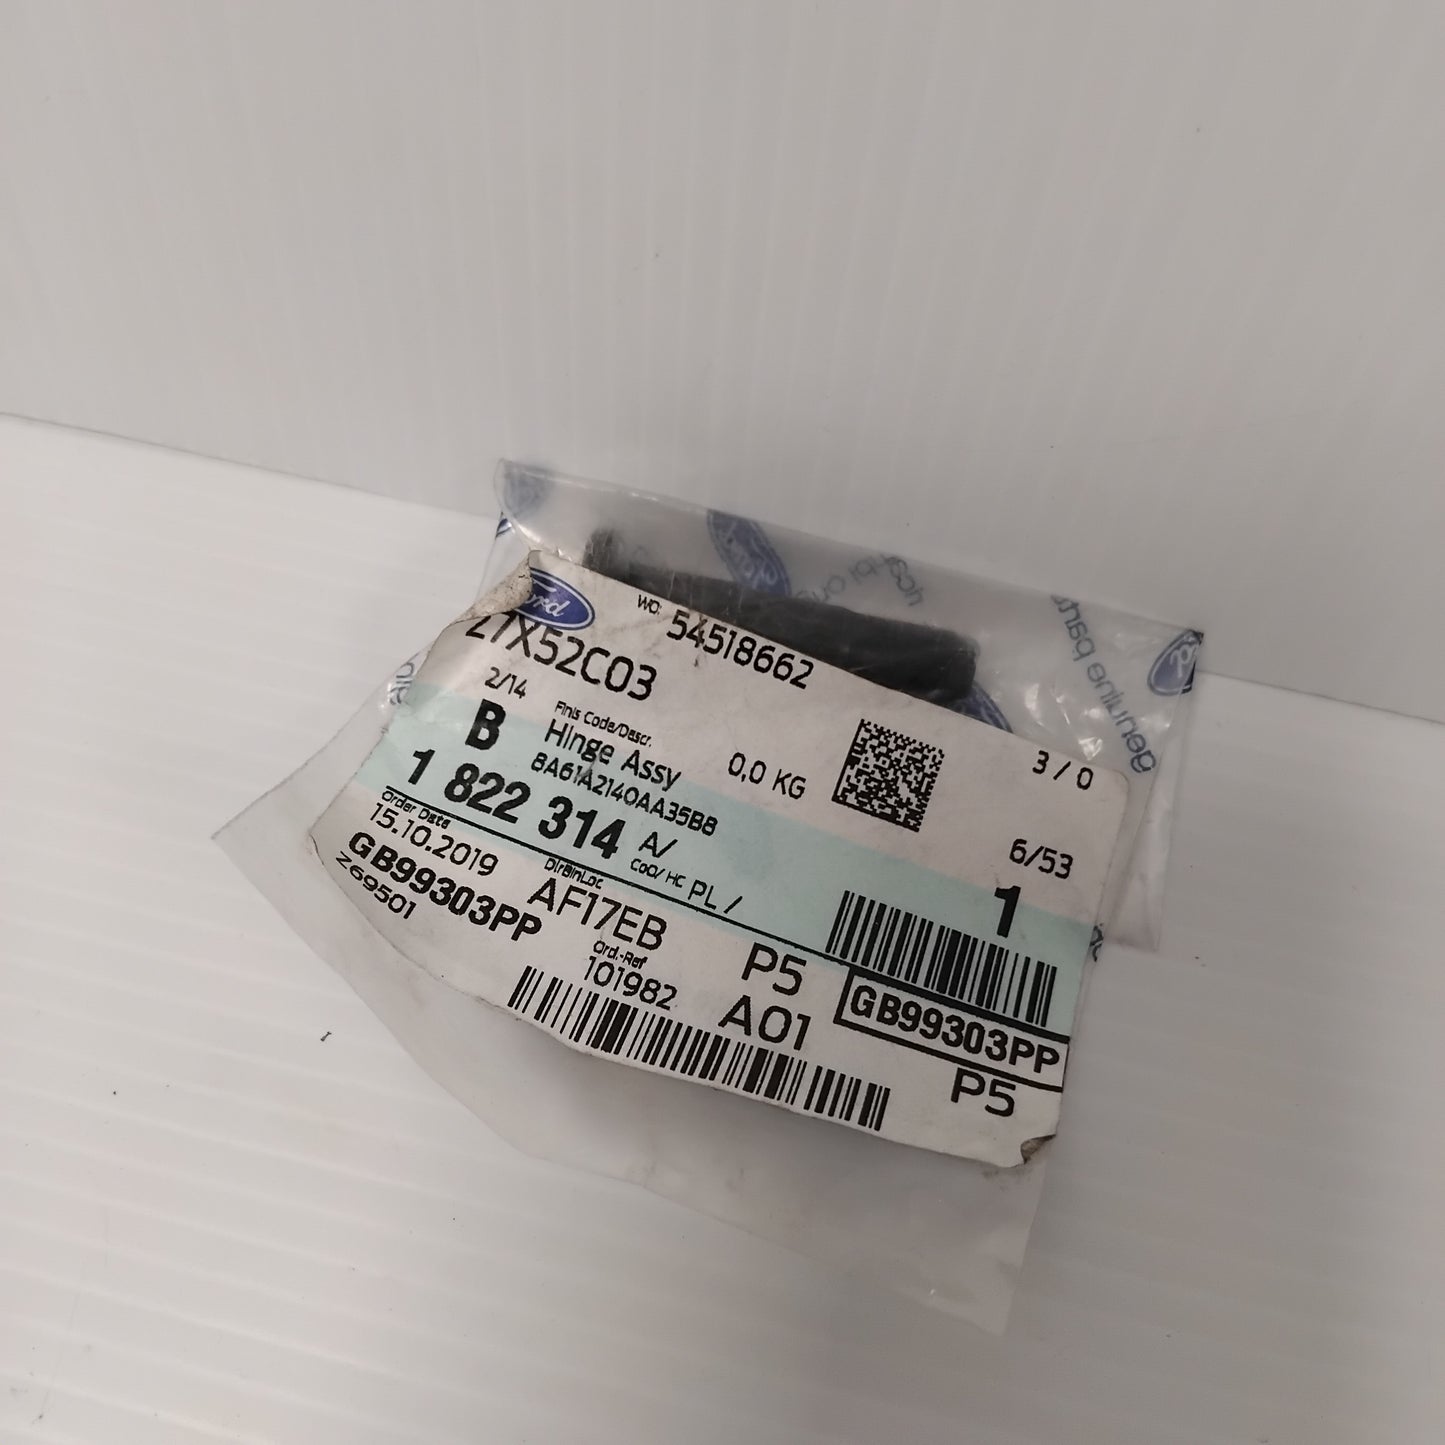 Ford
WO: 54518662
27X52C03
2/14
3 / 0
B
Finis Code/Descr.
Hinge Assy
0,0 KG
8A61A2140AA35B8
1 822 314 A/
6/53
1
Order Date
15.10.2019
CoO/ HC PL /
DirBinLoc
AF17EB
GB99303PP
Z69501
Ord.-Ref
101982
P5
A01
GB99303PP
P5
genuine parts